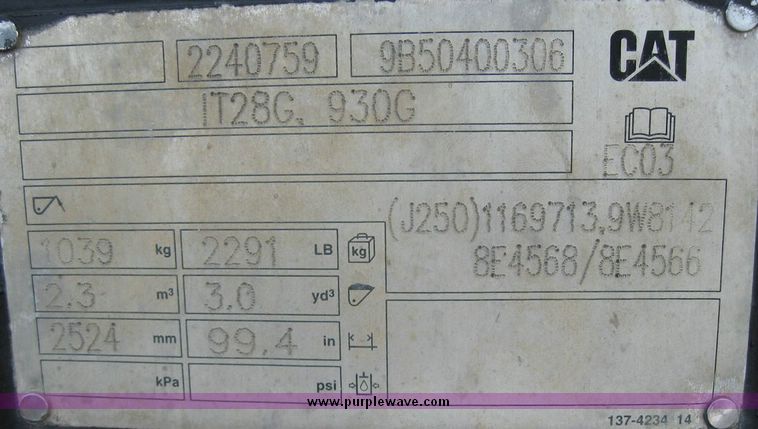 2240759 9B50400306 CAT
IT28G, 930G
EC03
(J250)1169713,9W8142
8E4568/8E4566
1039 kg 2291 LB kg
2.3 m³ 3.0 yd³
2524 mm 99.4 in
kPa psi
www.purplewave.com
137-4234 14